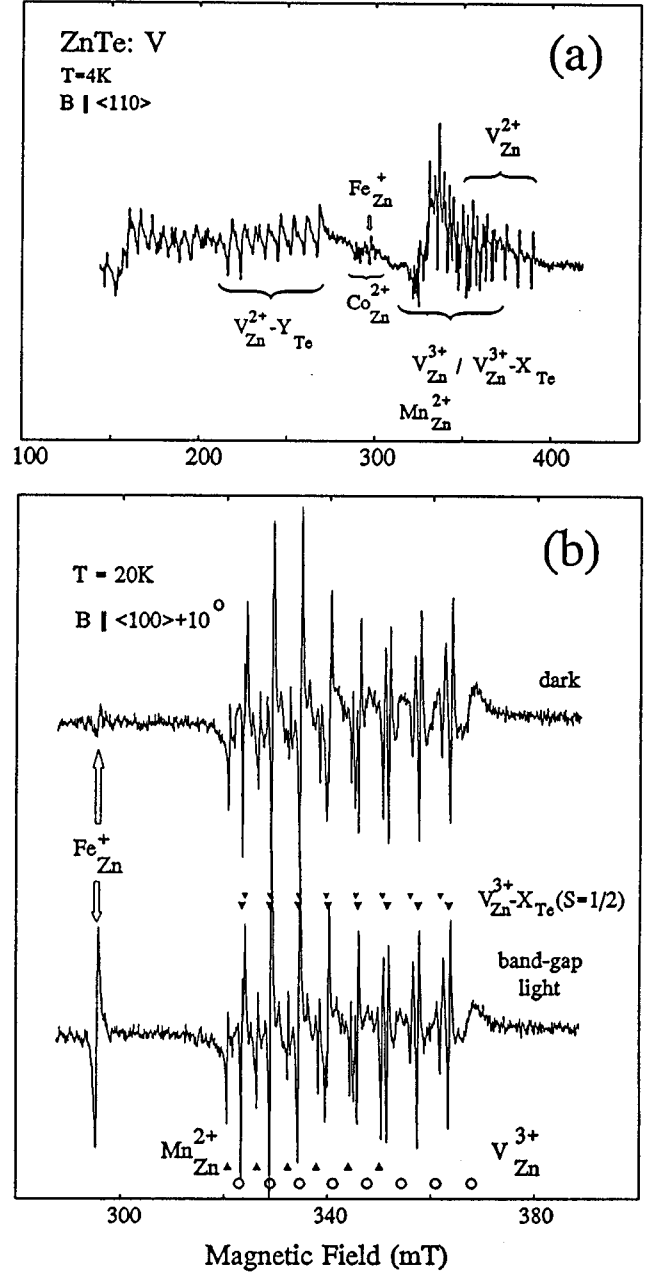 ZnTe: V
(a)
T=4K
B ∥ <110>
V²⁺Zn
Fe⁺Zn
Co²⁺Zn
V²⁺Zn-YTe
V³⁺Zn / V³⁺Zn-XTe
Mn²⁺Zn
100 200 300 400
(b)
T = 20K
B ∥ <100>+10°
dark
Fe⁺Zn
V³⁺Zn-XTe(S=1/2)
band-gap
light
Mn²⁺Zn
V³⁺Zn
300 340 380
Magnetic Field (mT)